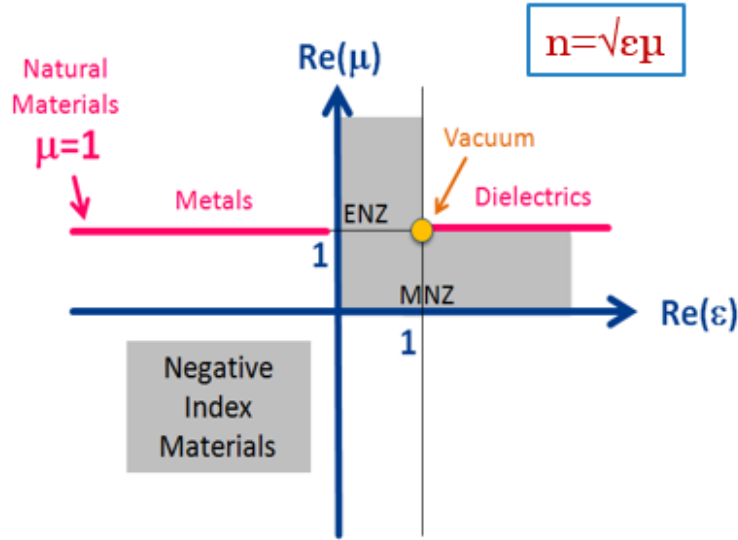 n=√εμ
Re(μ)
Natural
Materials
μ=1
Vacuum
Metals
Dielectrics
ENZ
1
MNZ
Re(ε)
1
Negative
Index
Materials